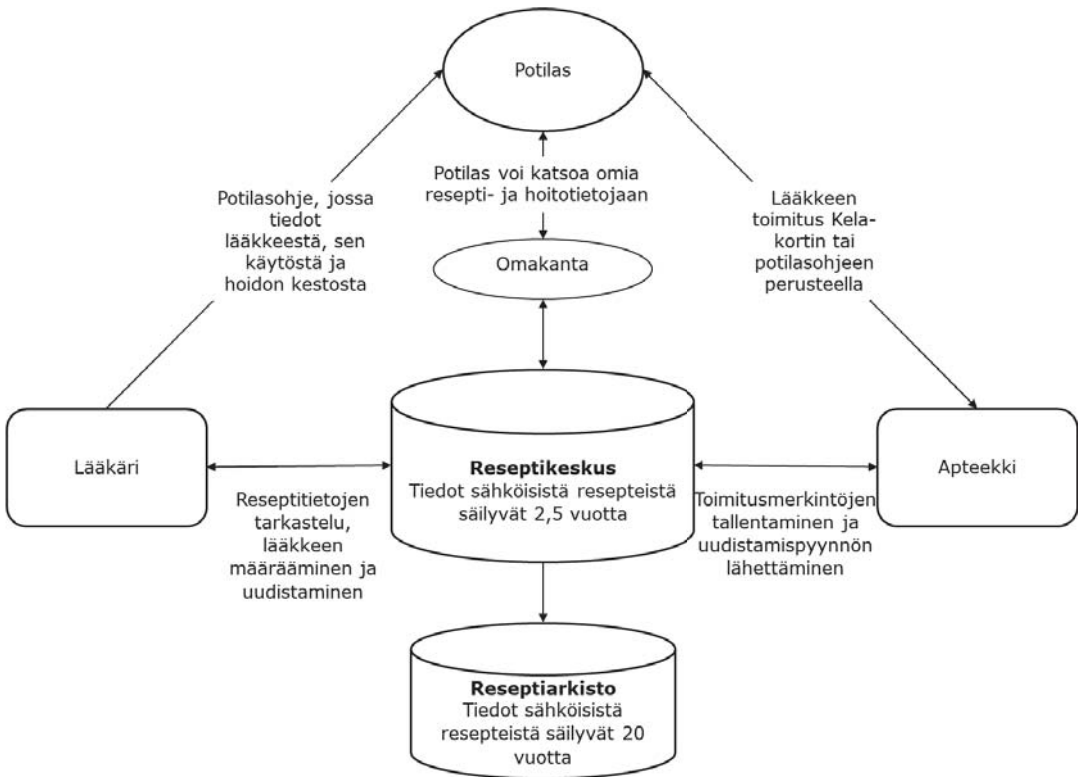 Potilas
Potilas voi katsoa omia
resepti- ja hoitotietojaan
Potilasohje, jossa
tiedot
lääkkeestä, sen
käytöstä ja
hoidon kestosta
Lääkkeen
toimitus Kela-
kortin tai
potilasohjeen
perusteella
Omakanta
Lääkäri
Reseptikeskus
Tiedot sähköisistä resepteistä
säilyvät 2,5 vuotta
Apteekki
Reseptitietojen
tarkastelu,
lääkkeen
määrääminen ja
uudistaminen
Toimitusmerkintöjen
tallentaminen ja
uudistamispyynnön
lähettäminen
Reseptiarkisto
Tiedot sähköisistä
resepteistä säilyvät 20
vuotta